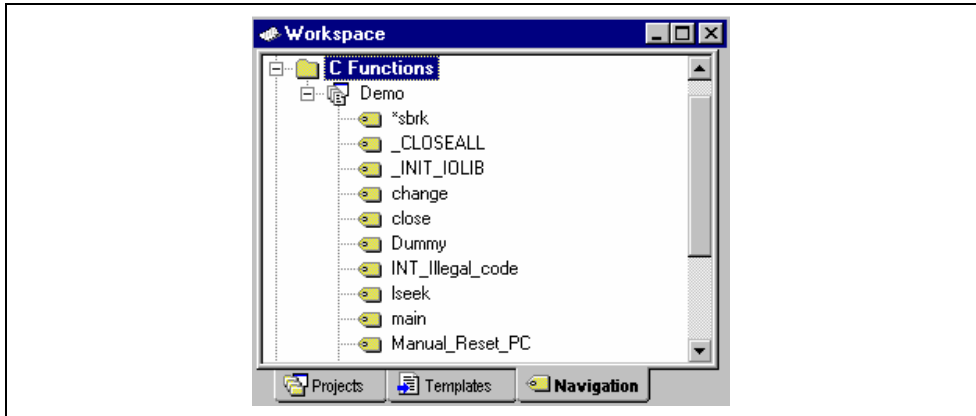 Workspace
C Functions
Demo
*sbrk
_CLOSEALL
_INIT_IOLIB
change
close
Dummy
INT_Illegal_code
lseek
main
Manual_Reset_PC
Projects Templates Navigation